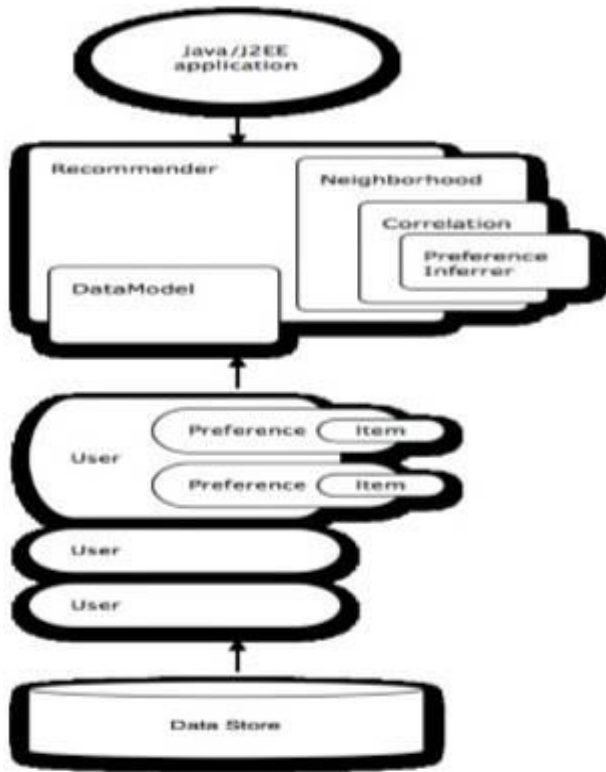 Java/J2EE
application
Recommender
Neighborhood
Correlation
Preference
Inferrer
DataModel
Preference
Item
User
Preference
Item
User
User
Data Store